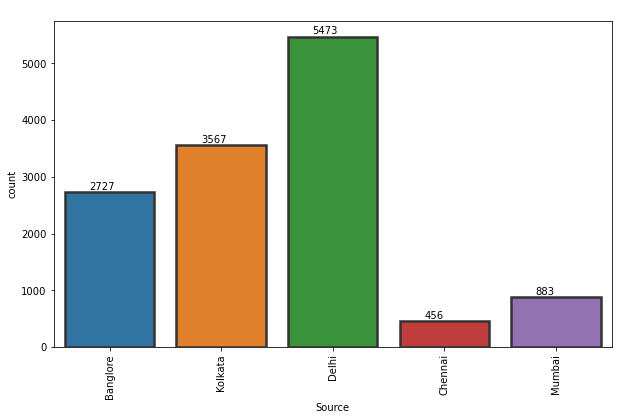 5473
5000
4000
3567
3000
2727
2000
1000
883
456
0
count
Banglore
Kolkata
Delhi
Chennai
Mumbai
Source